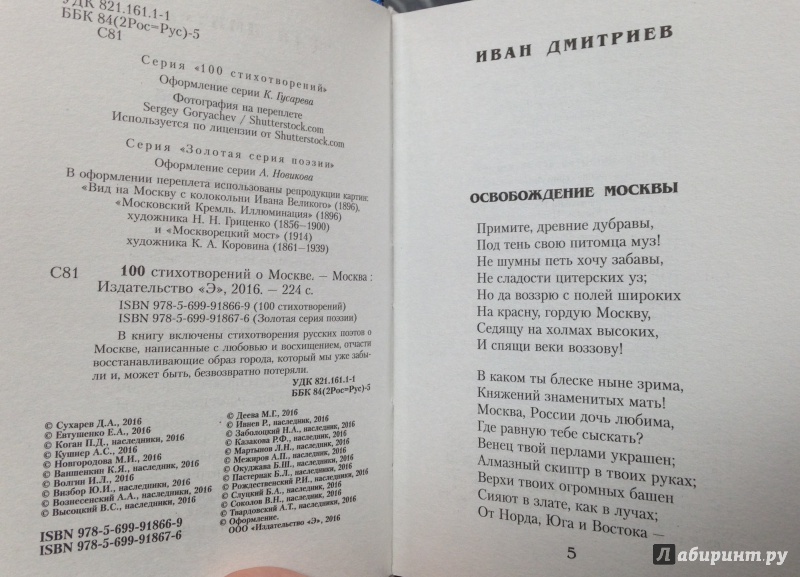 УДК 821.161.1-1
ББК 84(2Рос=Рус)-5
С81
Серия «100 стихотворений»
Оформление серии К. Гусарева
Фотография на переплете
Sergey Goryachev / Shutterstock.com
Используется по лицензии от Shutterstock.com
Серия «Золотая серия поэзии»
Оформление серии А. Новикова
В оформлении переплета использованы репродукции картин:
«Вид на Москву с колокольни Ивана Великого» (1896),
«Московский Кремль. Иллюминация» (1896)
художника Н. Н. Гриценко (1856–1900)
и «Москворецкий мост» (1914)
художника К. А. Коровина (1861–1939)
С81 100 стихотворений о Москве. — Москва :
Издательство «Э», 2016. — 224 с.
ISBN 978-5-699-91866-9 (100 стихотворений)
ISBN 978-5-699-91867-6 (Золотая серия поэзии)
В книгу включены стихотворения русских поэтов о
Москве, написанные с любовью и восхищением, отчасти
восстанавливающие образ города, который мы уже забы-
ли и, может быть, безвозвратно потеряли.
УДК 821.161.1-1
ББК 84(2Рос=Рус)-5
© Сухарев Д.А., 2016
© Евтушенко Е.А., 2016
© Коган П.Д., наследники, 2016
© Кушнер А.С., 2016
© Новгородова М.И., 2016
© Ваншенкин К.Я., наследники, 2016
© Волгин И.Л., 2016
© Визбор Ю.И., наследники, 2016
© Вознесенский А.А., наследники, 2016
© Высоцкий В.С., наследники, 2016
© Деева М.Г., 2016
© Ивнев Р., наследник, 2016
© Заболоцкий Н.А., наследник, 2016
© Казакова Р.Ф., наследник, 2016
© Мартынов Л.Н., наследник, 2016
© Межиров А.П., наследник, 2016
© Окуджава Б.Ш., наследник, 2016
© Пастернак Б.Л., наследник, 2016
© Рождественский Р.И., наследник, 2016
© Слуцкий Б.А., наследник, 2016
© Соколов В.Н., наследник, 2016
© Твардовский А.Т., наследник, 2016
© Оформление.
ООО «Издательство «Э», 2016
ISBN 978-5-699-91866-9
ISBN 978-5-699-91867-6
ИВАН ДМИТРИЕВ
ОСВОБОЖДЕНИЕ МОСКВЫ
Примите, древние дубравы,
Под тень свою питомца муз!
Не шумны петь хочу забавы,
Не сладости цитерских уз;
Но да воззрю с полей широких
На красну, гордую Москву,
Седящу на холмах высоких,
И спящи веки воззову!
В каком ты блеске ныне зрима,
Княжений знаменитых мать!
Москва, России дочь любима,
Где равную тебе сыскать?
Венец твой перлами украшен;
Алмазный скиптр в твоих руках;
Верхи твоих огромных башен
Сияют в злате, как в лучах;
От Норда, Юга и Востока —
5
Лабиринт.ру